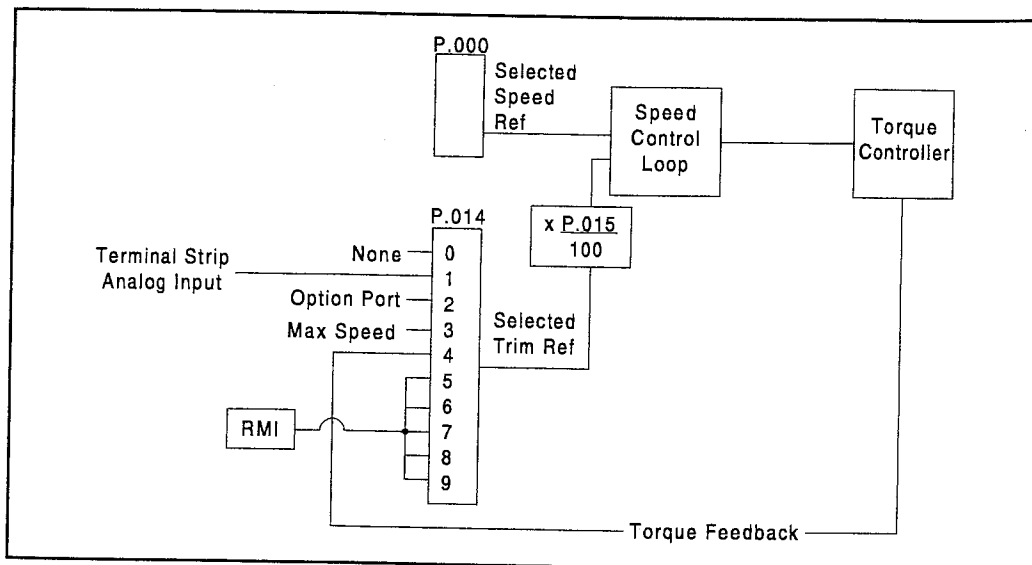 P.000
Selected
Speed
Ref
Speed
Control
Loop
Torque
Controller
P.014
x P.015
100
Terminal Strip
Analog Input
None
Option Port
Max Speed
0
1
2
3
4
5
6
7
8
9
Selected
Trim Ref
RMI
Torque Feedback